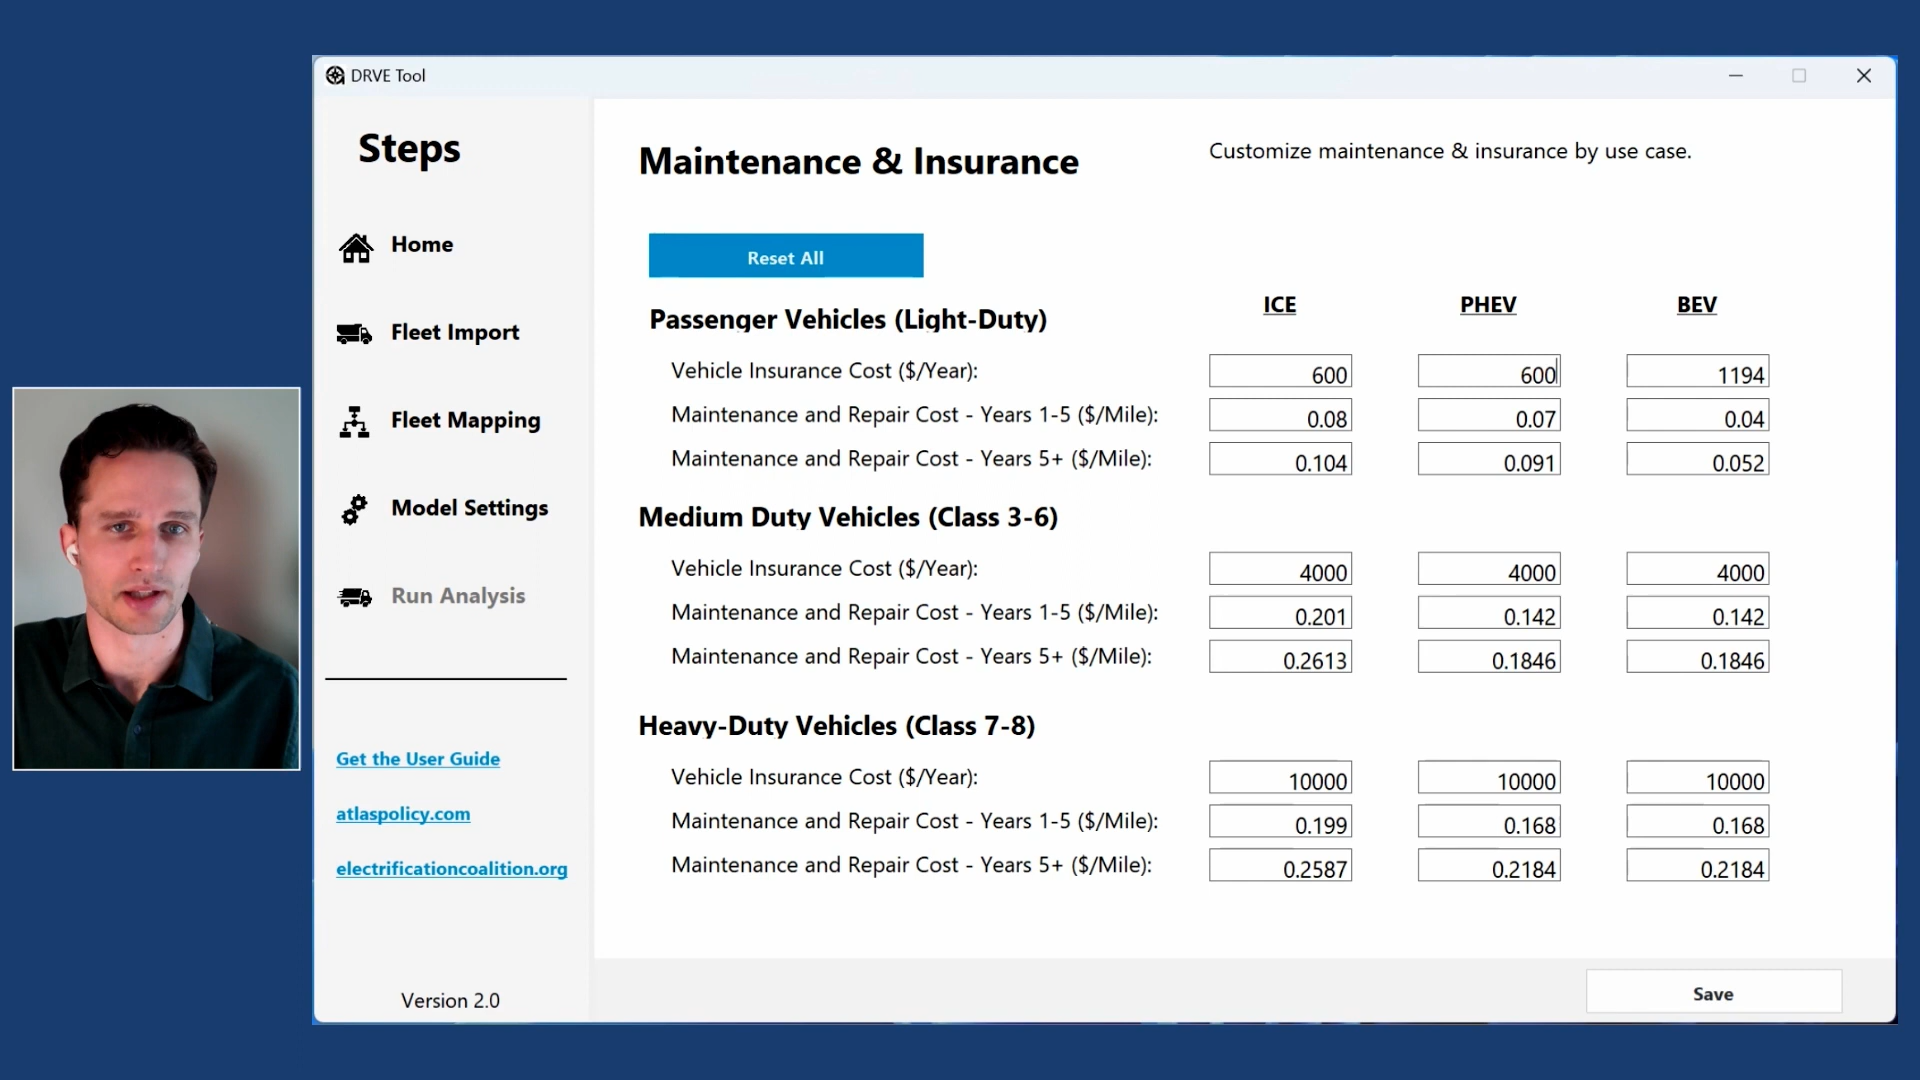 DRVE Tool
Steps
Home
Fleet Import
Fleet Mapping
Model Settings
Run Analysis
Get the User Guide
atlaspolicy.com
electrificationcoalition.org
Version 2.0
Maintenance & Insurance
Customize maintenance & insurance by use case.
Reset All
ICE PHEV BEV
Passenger Vehicles (Light-Duty)
Vehicle Insurance Cost ($/Year): 600 600 1194
Maintenance and Repair Cost - Years 1-5 ($/Mile): 0.08 0.07 0.04
Maintenance and Repair Cost - Years 5+ ($/Mile): 0.104 0.091 0.052
Medium Duty Vehicles (Class 3-6)
Vehicle Insurance Cost ($/Year): 4000 4000 4000
Maintenance and Repair Cost - Years 1-5 ($/Mile): 0.201 0.142 0.142
Maintenance and Repair Cost - Years 5+ ($/Mile): 0.2613 0.1846 0.1846
Heavy-Duty Vehicles (Class 7-8)
Vehicle Insurance Cost ($/Year): 10000 10000 10000
Maintenance and Repair Cost - Years 1-5 ($/Mile): 0.199 0.168 0.168
Maintenance and Repair Cost - Years 5+ ($/Mile): 0.2587 0.2184 0.2184
Save